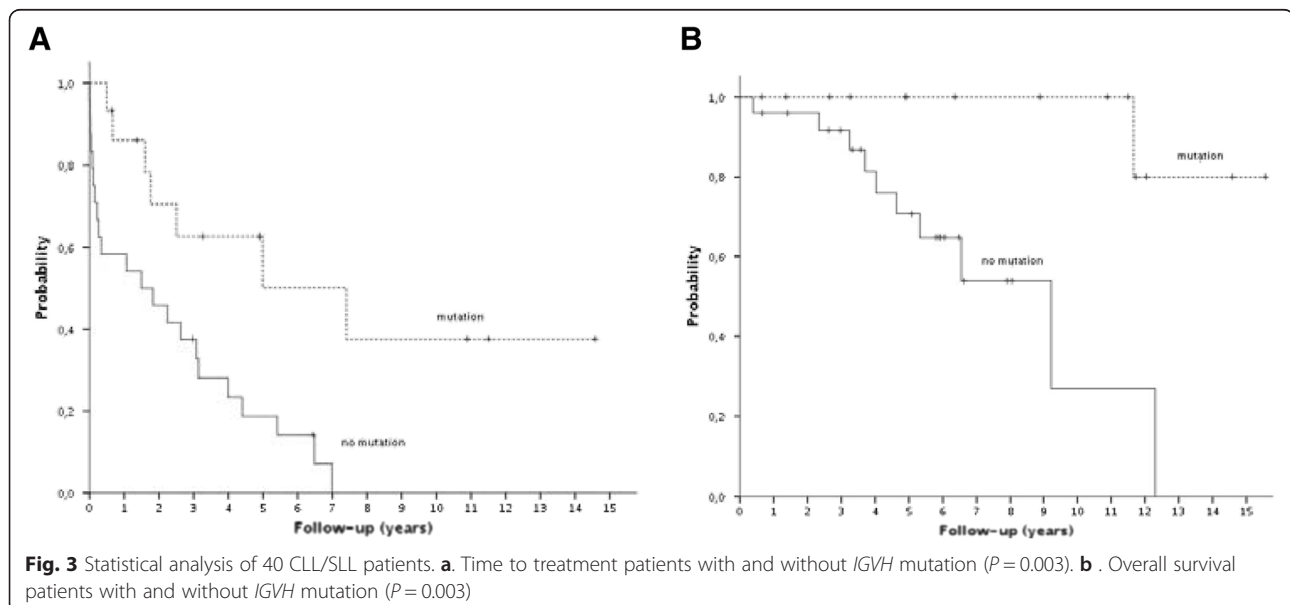 A
1,0
0,8
0,6
0,4
0,2
0,0
Probability
mutation
no mutation
0 1 2 3 4 5 6 7 8 9 10 11 12 13 14 15
Follow-up (years)
B
1,0
0,8
0,6
0,4
0,2
0,0
Probability
mutation
no mutation
0 1 2 3 4 5 6 7 8 9 10 11 12 13 14 15
Follow-up (years)
Fig. 3 Statistical analysis of 40 CLL/SLL patients. a. Time to treatment patients with and without IGVH mutation (P = 0.003). b . Overall survival
patients with and without IGVH mutation (P = 0.003)